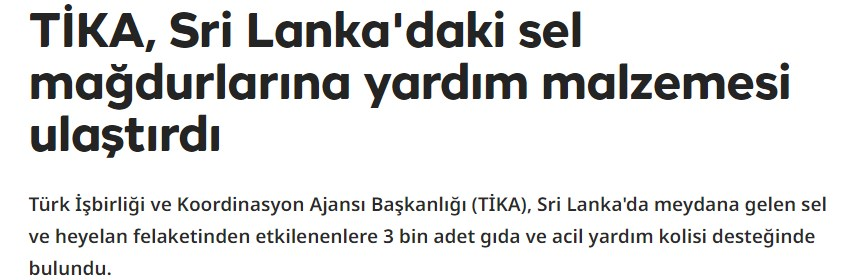 TİKA, Sri Lanka'daki sel
mağdurlarına yardım malzemesi
ulaştırdı
Türk İşbirliği ve Koordinasyon Ajansı Başkanlığı (TİKA), Sri Lanka'da meydana gelen sel
ve heyelan felaketinden etkilenenlere 3 bin adet gıda ve acil yardım kolisi desteğinde
bulundu.